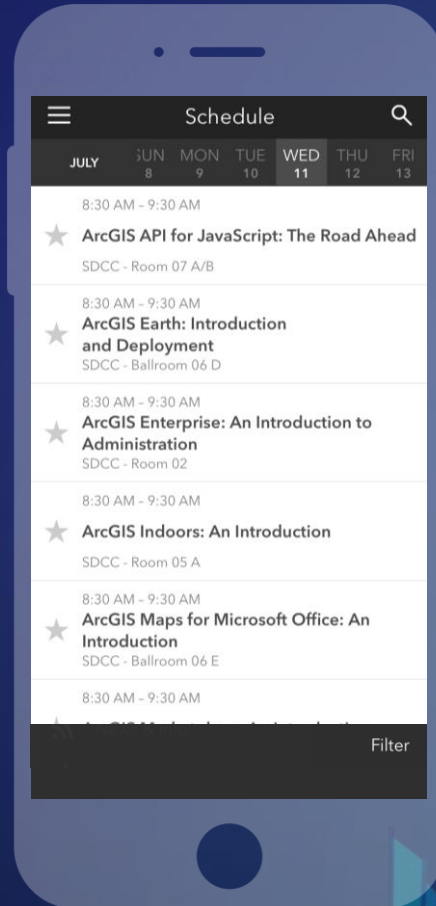 Schedule
JULY
SUN MON TUE WED THU FRI
8 9 10 11 12 13
8:30 AM – 9:30 AM
ArcGIS API for JavaScript: The Road Ahead
SDCC - Room 07 A/B
8:30 AM – 9:30 AM
ArcGIS Earth: Introduction
and Deployment
SDCC - Ballroom 06 D
8:30 AM – 9:30 AM
ArcGIS Enterprise: An Introduction to
Administration
SDCC - Room 02
8:30 AM – 9:30 AM
ArcGIS Indoors: An Introduction
SDCC - Room 05 A
8:30 AM – 9:30 AM
ArcGIS Maps for Microsoft Office: An
Introduction
SDCC - Ballroom 06 E
8:30 AM – 9:30 AM
Filter